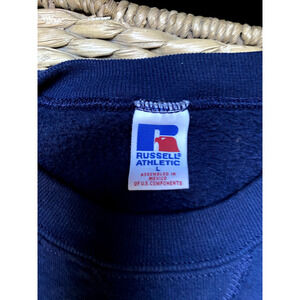 RUSSELL®
ATHLETIC
L
ASSEMBLED IN
MEXICO
OF U.S. COMPONENTS